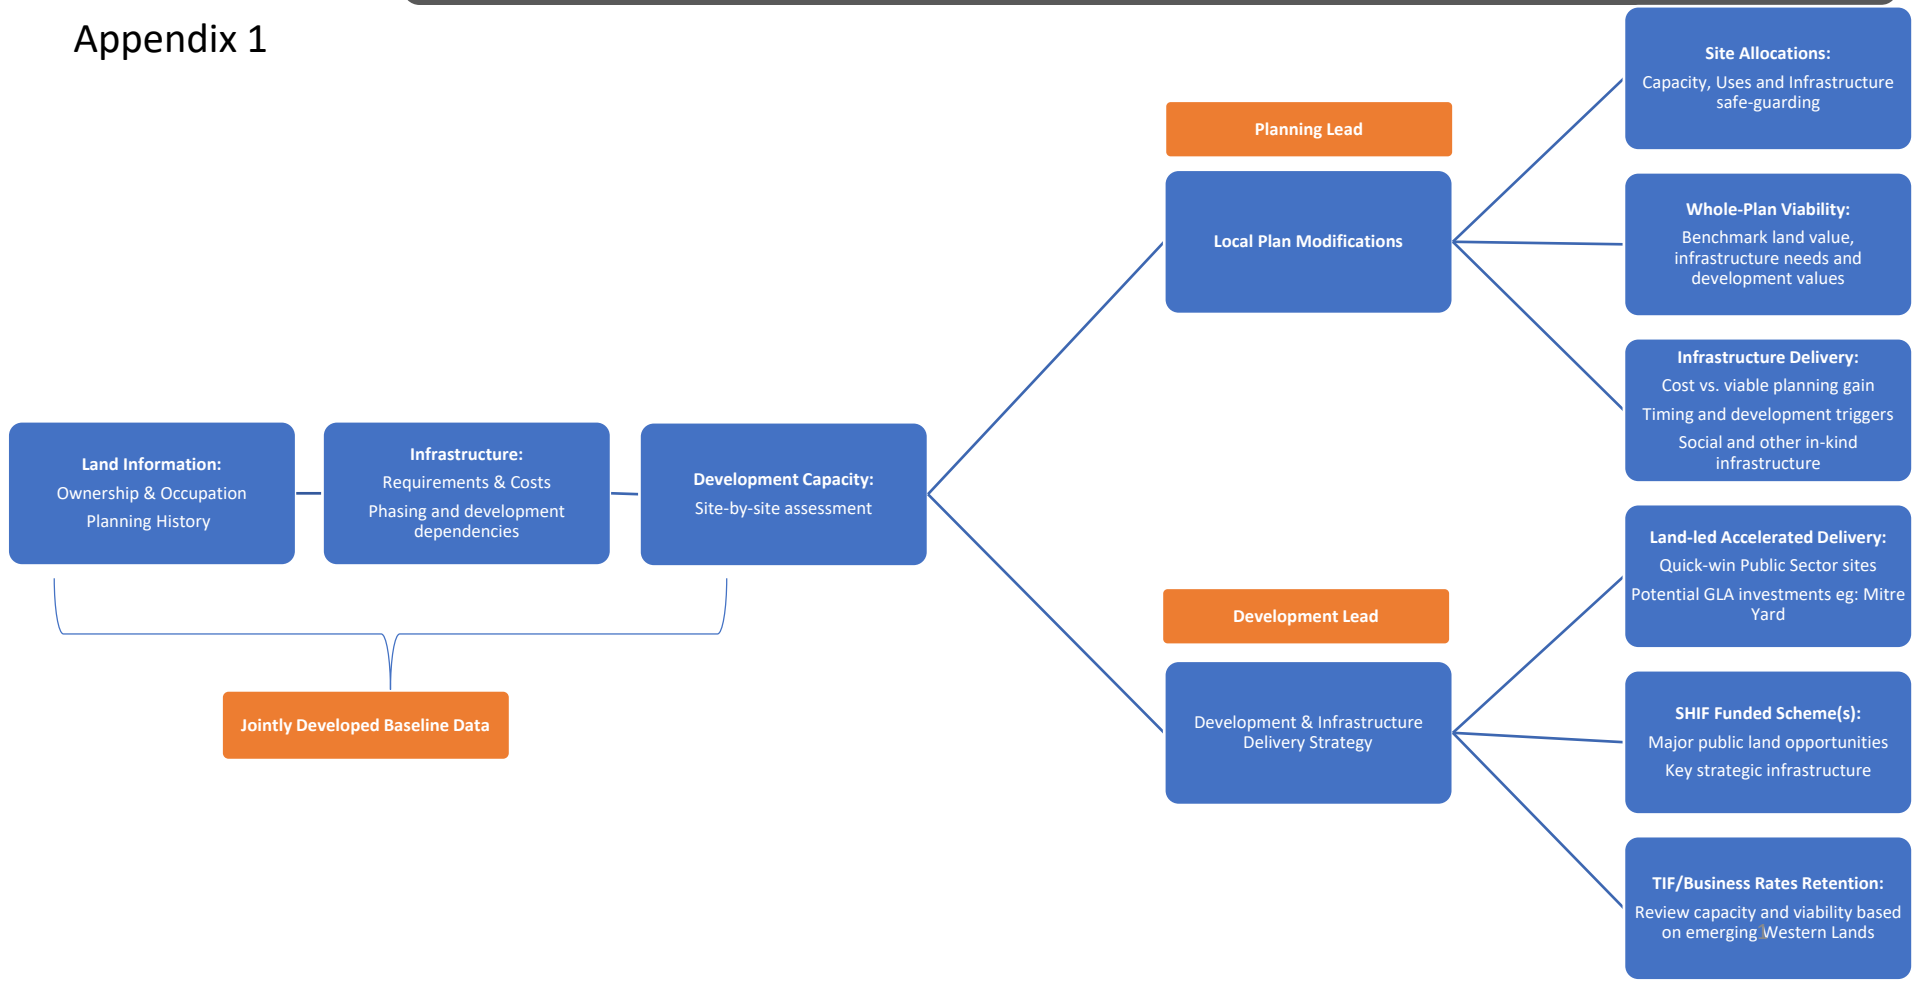 Appendix 1
Land Information:
Ownership & Occupation
Planning History
Infrastructure:
Requirements & Costs
Phasing and development
dependencies
Development Capacity:
Site-by-site assessment
Jointly Developed Baseline Data
Planning Lead
Local Plan Modifications
Site Allocations:
Capacity, Uses and Infrastructure
safe-guarding
Whole-Plan Viability:
Benchmark land value,
infrastructure needs and
development values
Infrastructure Delivery:
Cost vs. viable planning gain
Timing and development triggers
Social and other in-kind
infrastructure
Development Lead
Development & Infrastructure
Delivery Strategy
Land-led Accelerated Delivery:
Quick-win Public Sector sites
Potential GLA investments eg: Mitre
Yard
SHIF Funded Scheme(s):
Major public land opportunities
Key strategic infrastructure
TIF/Business Rates Retention:
Review capacity and viability based
on emerging Western Lands
1